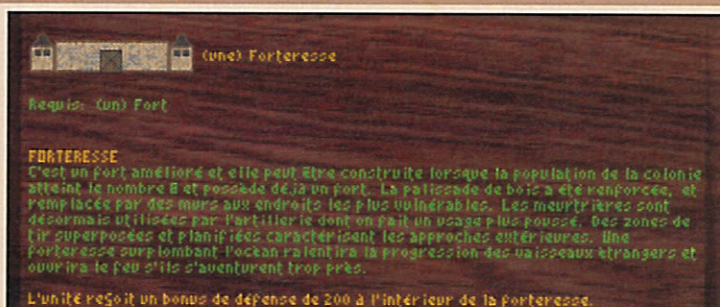 (une) Forteresse
Requis: (un) Fort
FORTERESSE
C'est un fort amélioré et elle peut être construite lorsque la population de la colonie
atteint le nombre 8 et possède déjà un fort. La palissade de bois a été renforcée, et
remplacée par des murs aux endroits les plus vulnérables. Les meurtrières sont
désormais utilisées par l'artillerie dont on fait un usage plus poussé. Des zones de
tir superposées et planifiées caractérisent les approches extérieures. Une
forteresse surplombant l'océan ralentira la progression des vaisseaux étrangers et
ouvrira le feu s'ils s'aventurent trop près.
L'unité reçoit un bonus de défense de 200 à l'intérieur de la forteresse.